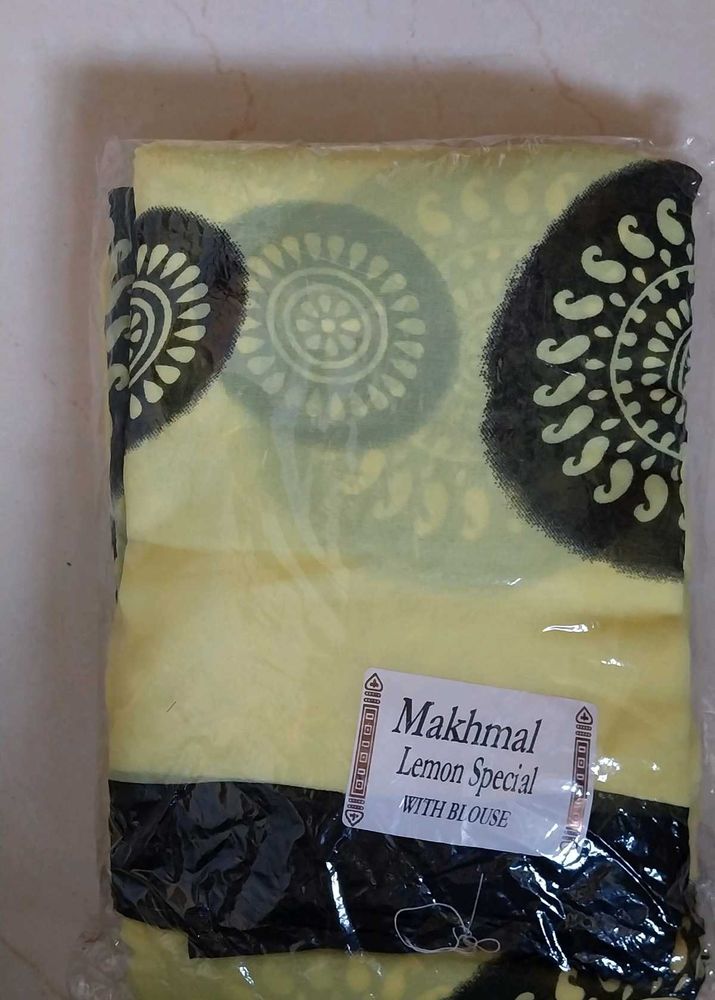 Makhmal
Lemon Special
WITH BLOUSE